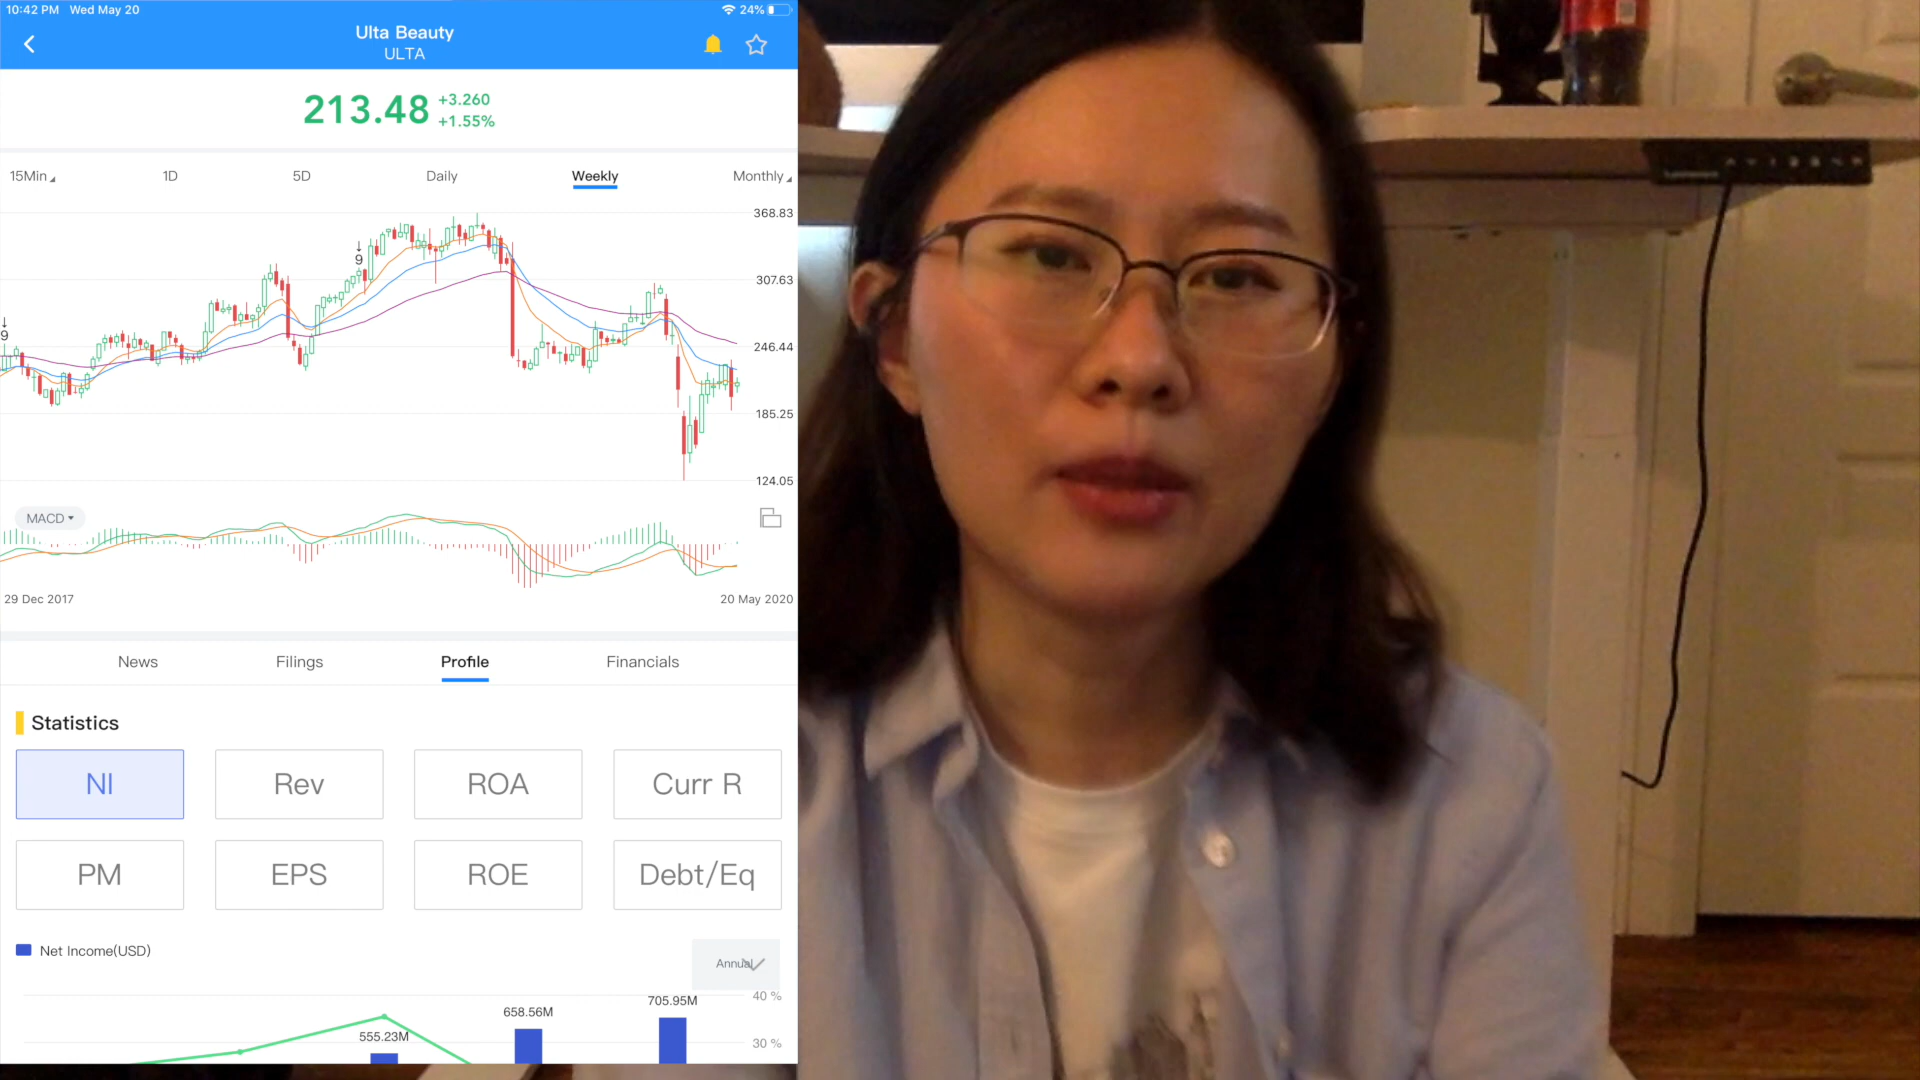 10:42 PM Wed May 20
24%
Ulta Beauty
ULTA
213.48
+3.260
+1.55%
15Min 1D 5D Daily Weekly Monthly
368.83
307.63
246.44
185.25
124.05
9
9
MACD
29 Dec 2017 20 May 2020
News Filings Profile Financials
Statistics
NI Rev ROA Curr R
PM EPS ROE Debt/Eq
Net Income(USD)
Annual
40 %
30 %
555.23M
658.56M
705.95M